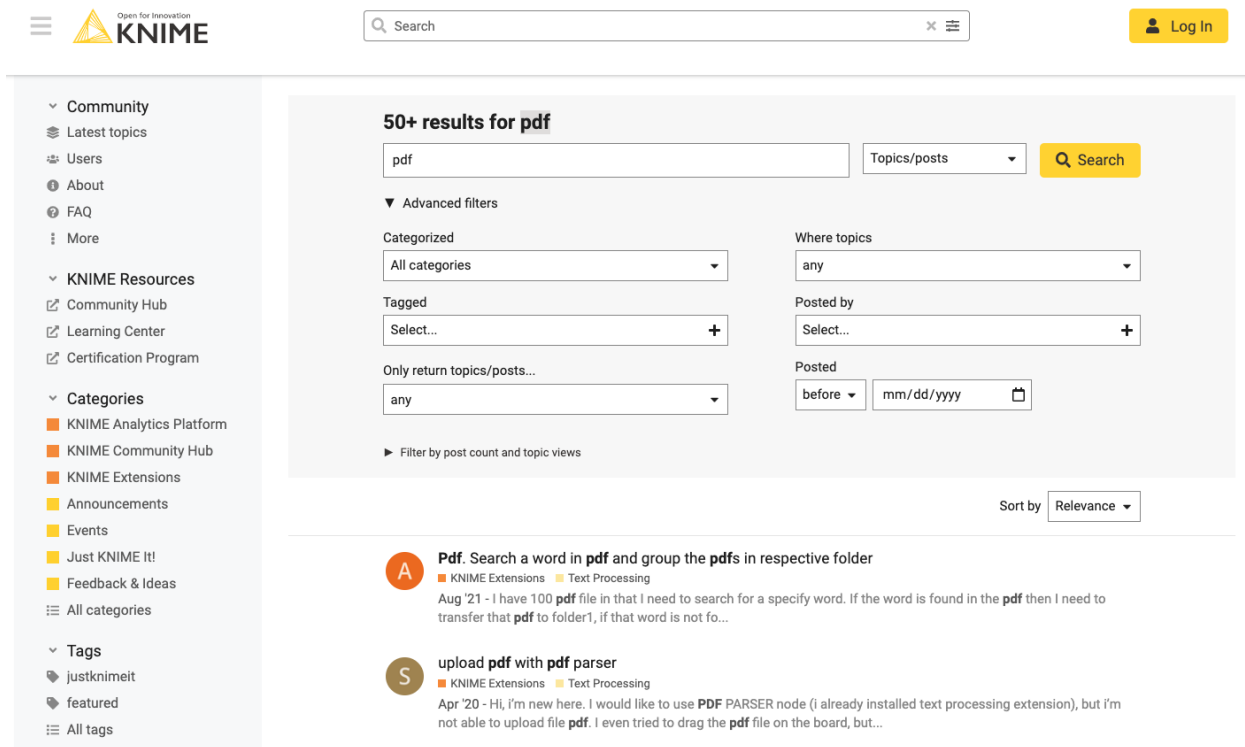 Open for Innovation
KNIME
Search
Log In
Community
Latest topics
Users
About
FAQ
More
KNIME Resources
Community Hub
Learning Center
Certification Program
Categories
KNIME Analytics Platform
KNIME Community Hub
KNIME Extensions
Announcements
Events
Just KNIME It!
Feedback & Ideas
All categories
Tags
justknimeit
featured
All tags
50+ results for pdf
pdf
Topics/posts
Search
Advanced filters
Categorized
All categories
Where topics
any
Tagged
Select...
Posted by
Select...
Only return topics/posts...
any
Posted
before
mm/dd/yyyy
Filter by post count and topic views
Sort by
Relevance
A
Pdf. Search a word in pdf and group the pdfs in respective folder
KNIME Extensions Text Processing
Aug '21 - I have 100 pdf file in that I need to search for a specify word. If the word is found in the pdf then I need to
transfer that pdf to folder1, if that word is not fo...
S
upload pdf with pdf parser
KNIME Extensions Text Processing
Apr '20 - Hi, i'm new here. I would like to use PDF PARSER node (i already installed text processing extension), but i'm
not able to upload file pdf. I even tried to drag the pdf file on the board, but...